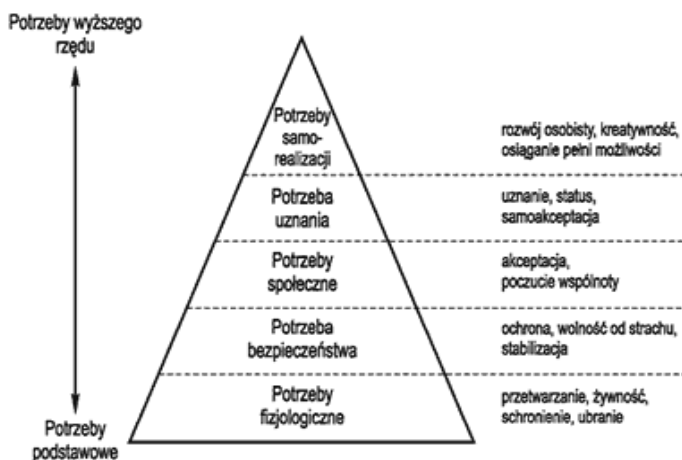 Potrzeby wyższego
rzędu
Potrzeby
samo-
realizacji
rozwój osobisty, kreatywność,
osiąganie pełni możliwości
Potrzeba
uznania
uznanie, status,
samoakceptacja
Potrzeby
społeczne
akceptacja,
poczucie wspólnoty
Potrzeba
bezpieczeństwa
ochrona, wolność od strachu,
stabilizacja
Potrzeby
fizjologiczne
przetwarzanie, żywność,
schronienie, ubranie
Potrzeby
podstawowe